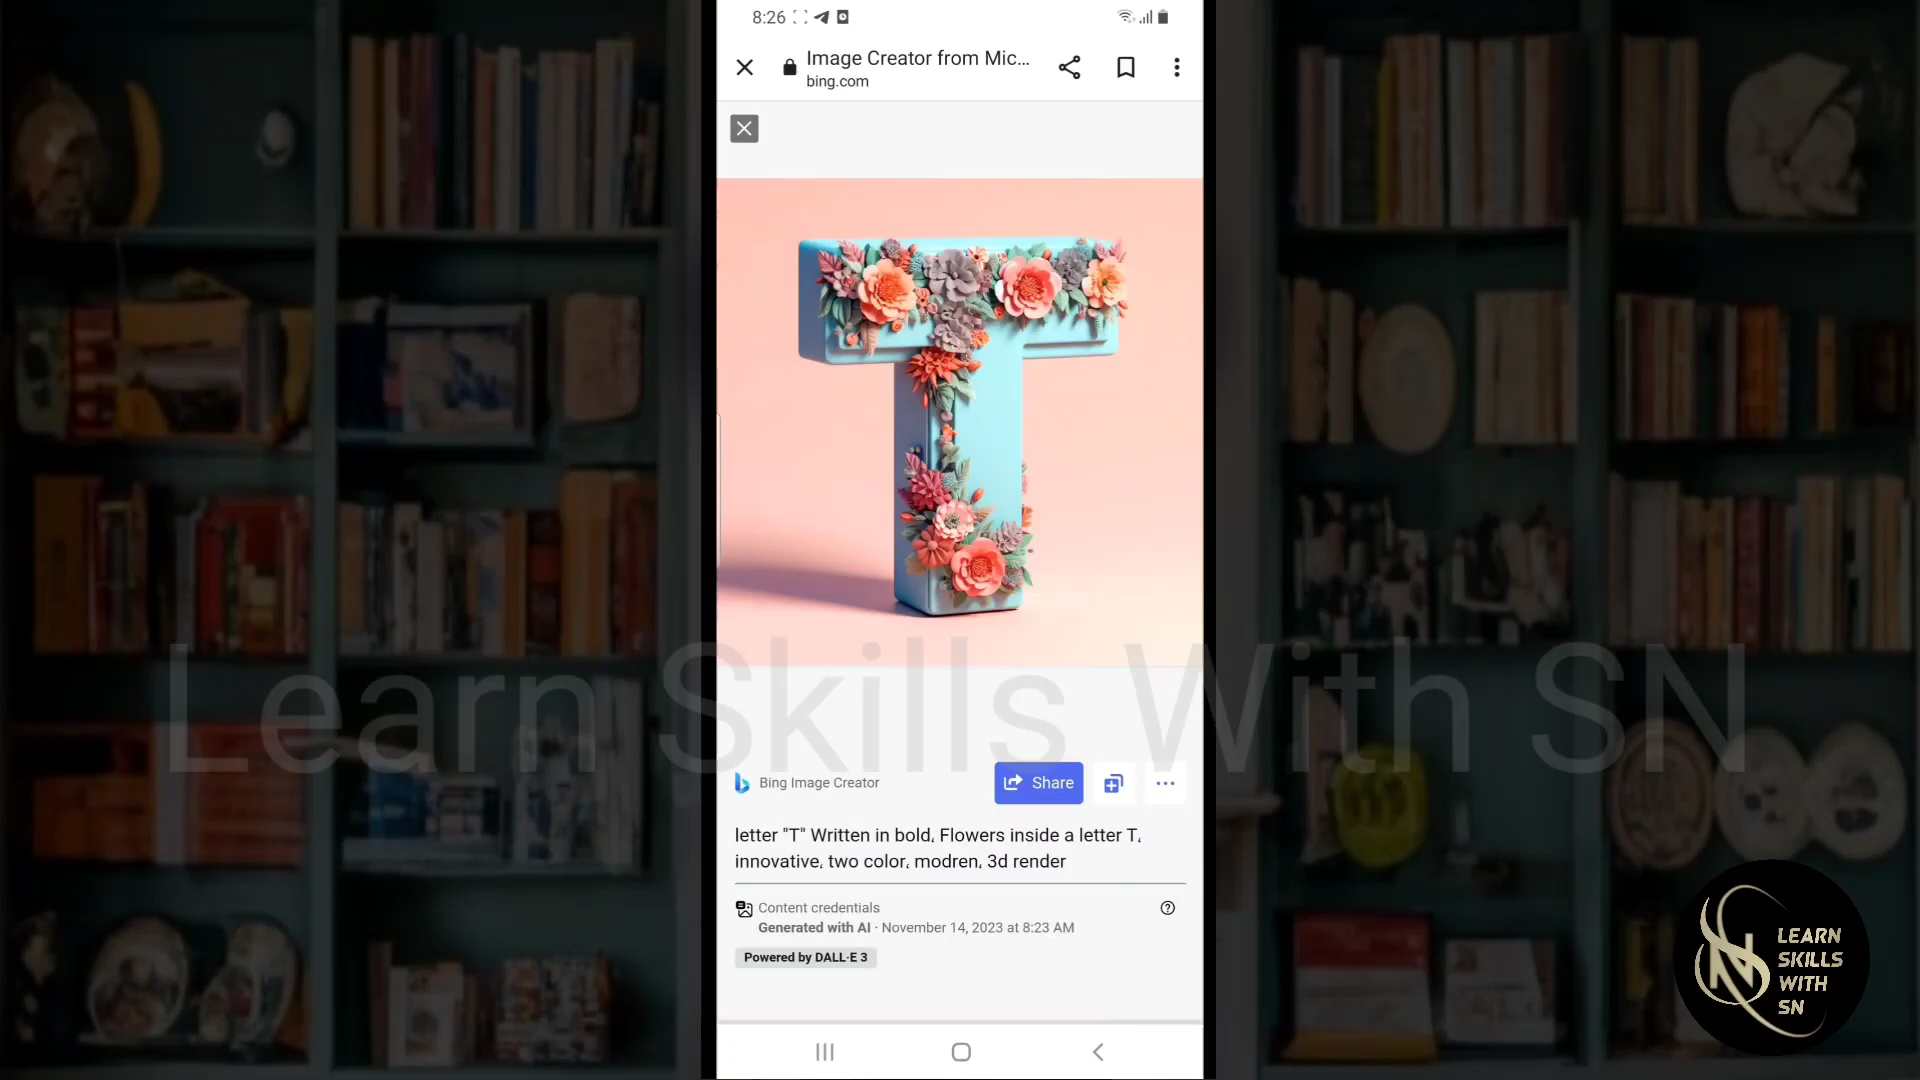 8:26
Image Creator from Mic...
bing.com
Learn Skills With SN
Bing Image Creator
Share
letter "T" Written in bold, Flowers inside a letter T,
innovative, two color, modren, 3d render
Content credentials
Generated with AI · November 14, 2023 at 8:23 AM
Powered by DALL·E 3
LEARN
SKILLS
WITH
SN